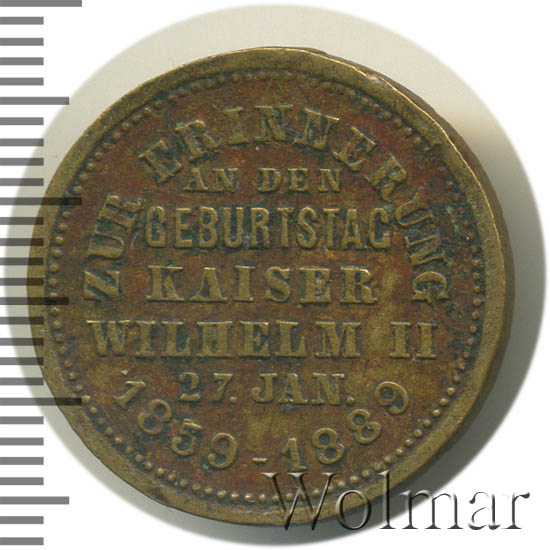 ZUR ERINNERUNG
AN DEN
GEBURTSTAG
KAISER
WILHELM II
27. JAN.
1859-1889
Wolmar